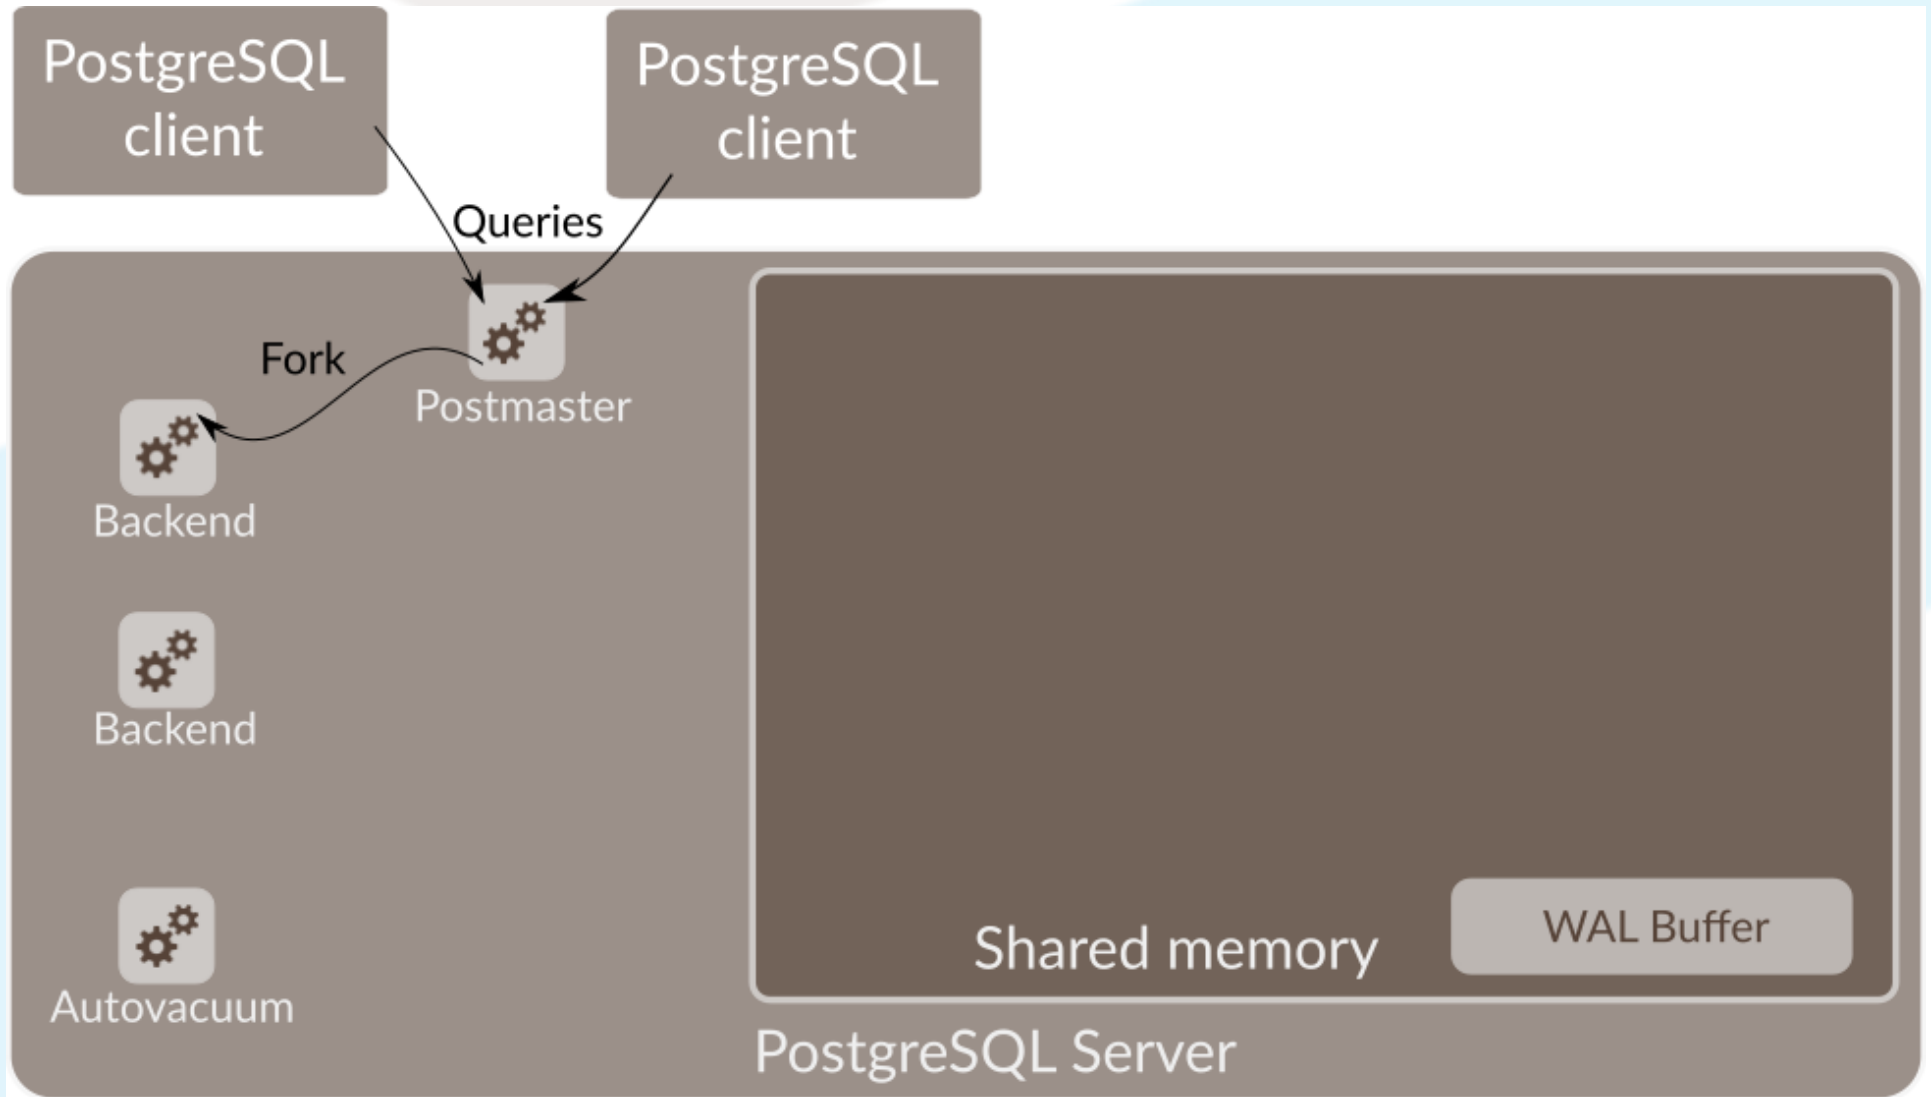 PostgreSQL
client
PostgreSQL
client
Queries
Fork
Postmaster
Backend
Backend
Autovacuum
Shared memory
WAL Buffer
PostgreSQL Server